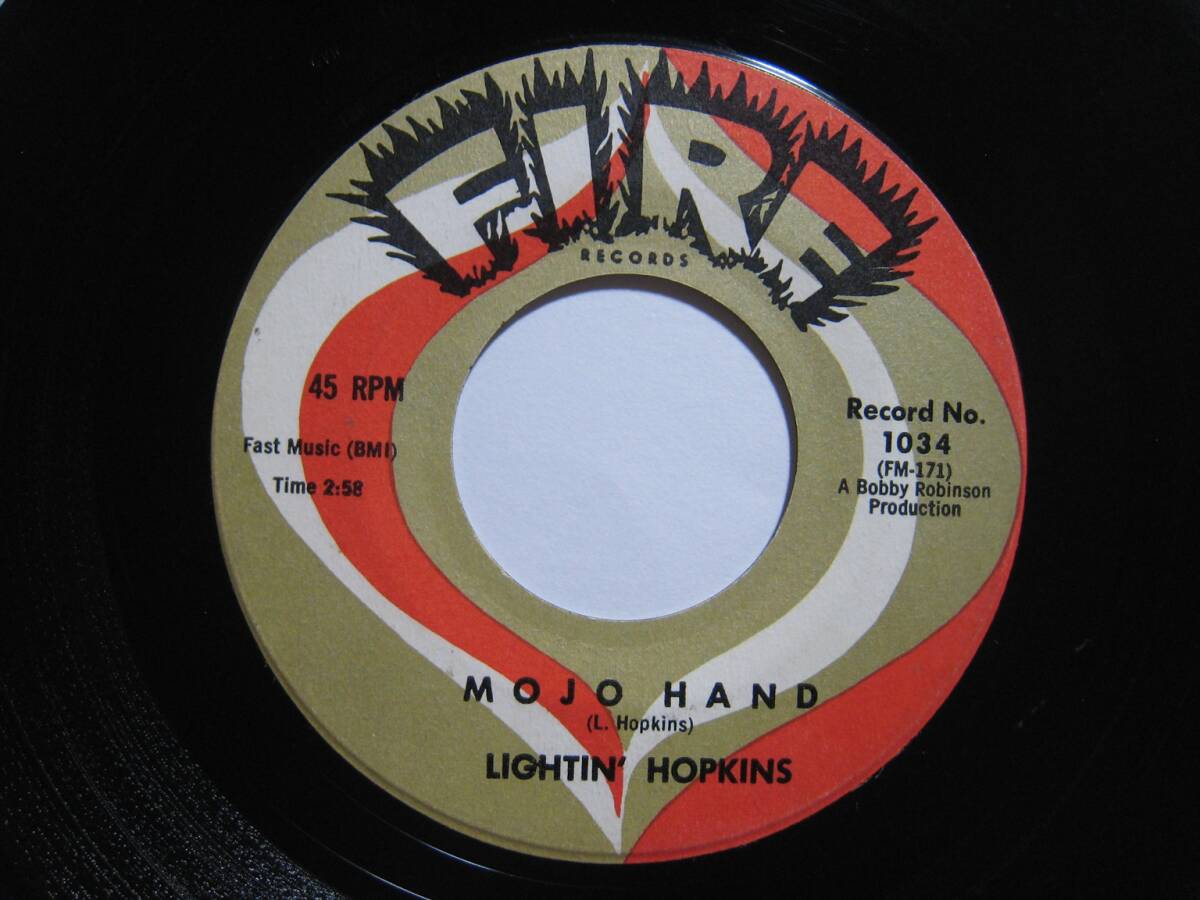 FIRE
RECORDS
45 RPM
Fast Music (BMI)
Time 2:58
Record No.
1034
(FM-171)
A Bobby Robinson
Production
MOJO HAND
(L. Hopkins)
LIGHTIN' HOPKINS